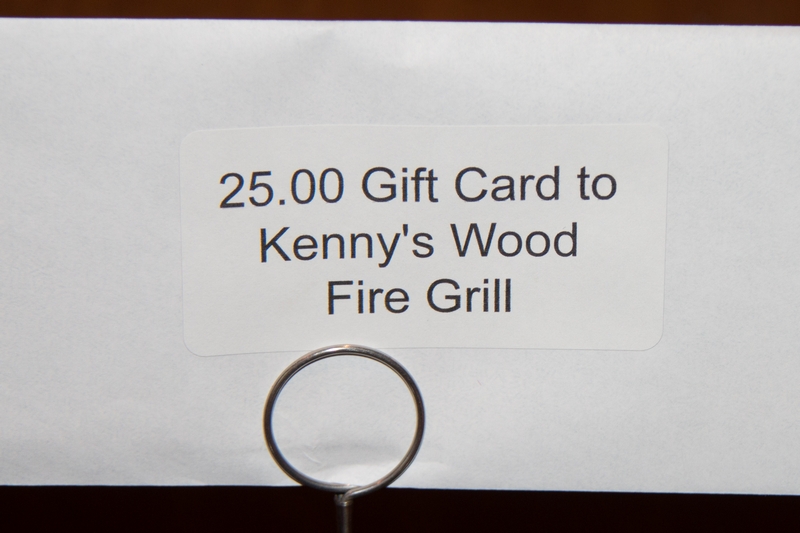 25.00 Gift Card to
Kenny's Wood
Fire Grill